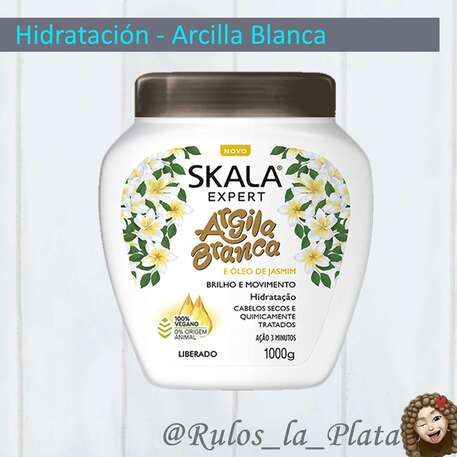 Hidratación - Arcilla Blanca
NOVO
SKALA
EXPERT
Argila
Branca
E ÓLEO DE JASMIM
BRILHO E MOVIMENTO
Hidratação
CABELOS SECOS E
QUIMICAMENTE
TRATADOS
100%
VEGANO
0% ORIGEM
ANIMAL
AÇÃO 3 MINUTOS
LIBERADO
1000g
@Rulos_la_Plata